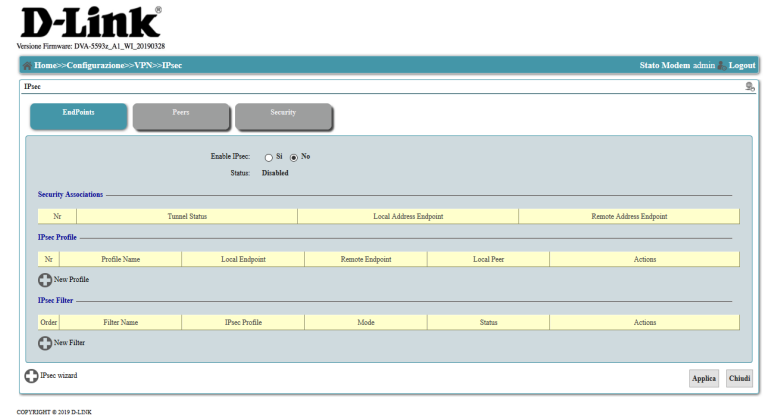 D-Link®
Versione Firmware: DVA-5593z_A1_WI_20190328
Home>>Configurazione>>VPN>>IPsec Stato Modem admin Logout
IPsec
EndPoints Peers Security
Enable IPsec: Si No
Status: Disabled
Security Associations
Nr Tunnel Status Local Address Endpoint Remote Address Endpoint
IPsec Profile
Nr Profile Name Local Endpoint Remote Endpoint Local Peer Actions
New Profile
IPsec Filter
Order Filter Name IPsec Profile Mode Status Actions
New Filter
IPsec wizard Applica Chiudi
COPYRIGHT © 2019 D-LINK